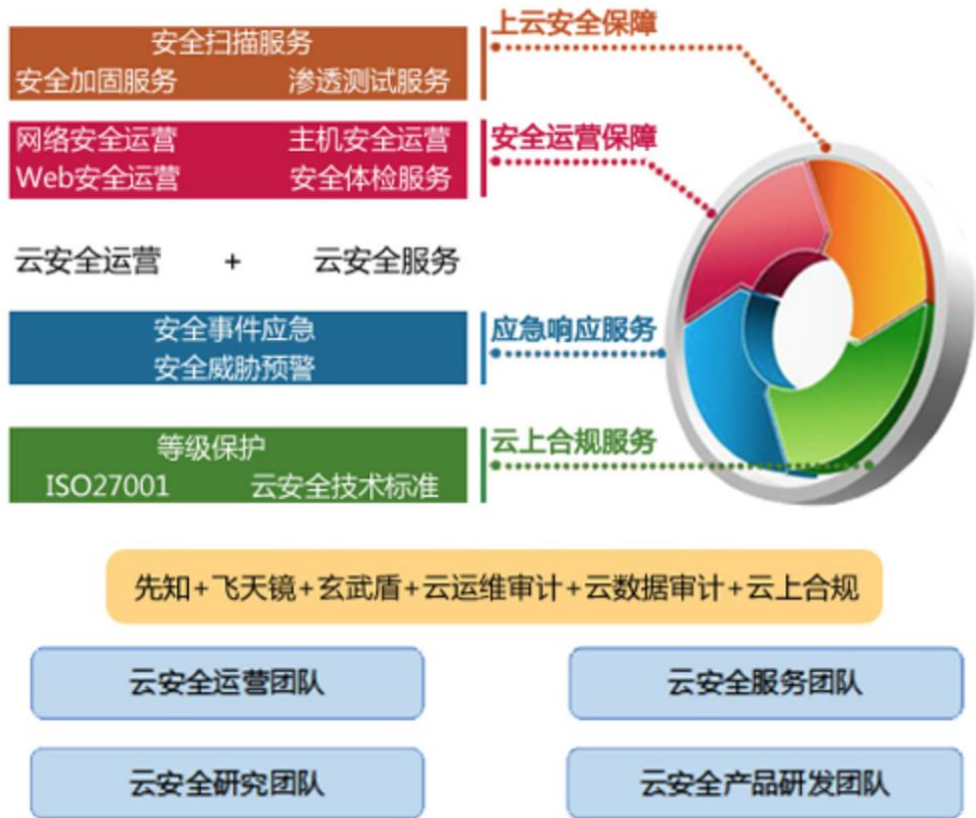 安全扫描服务
安全加固服务 渗透测试服务
上云安全保障
网络安全运营 主机安全运营
Web安全运营 安全体检服务
安全运营保障
云安全运营 + 云安全服务
安全事件应急
安全威胁预警
应急响应服务
等级保护
ISO27001 云安全技术标准
云上合规服务
先知+飞天镜+玄武盾+云运维审计+云数据审计+云上合规
云安全运营团队 云安全服务团队
云安全研究团队 云安全产品研发团队